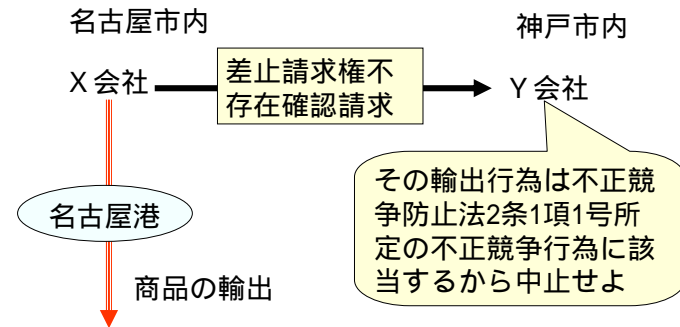 名古屋市内
神戸市内
X会社
差止請求権不
存在確認請求
Y会社
その輸出行為は不正競
争防止法2条1項1号所
定の不正競争行為に該
当するから中止せよ
名古屋港
商品の輸出